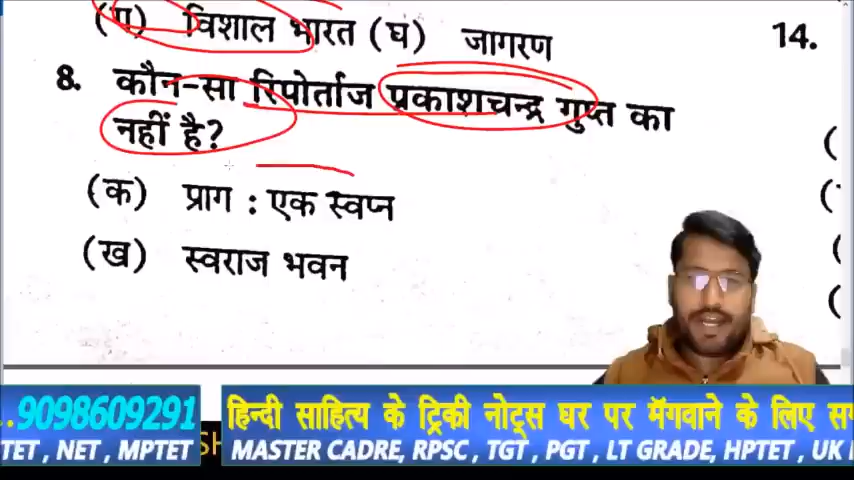 (ग) विशाल भारत (घ) जागरण
14.
8. कौन-सा रिपोर्ताज प्रकाशचन्द्र गुप्त का
नहीं है?
(क) प्राग : एक स्वप्न
(ख) स्वराज भवन
..9098609291
हिन्दी साहित्य के ट्रिकी नोट्स घर पर मॅगवाने के लिए
TET , NET , MPTET
MASTER CADRE, RPSC , TGT , PGT , LT GRADE, HPTET , UK